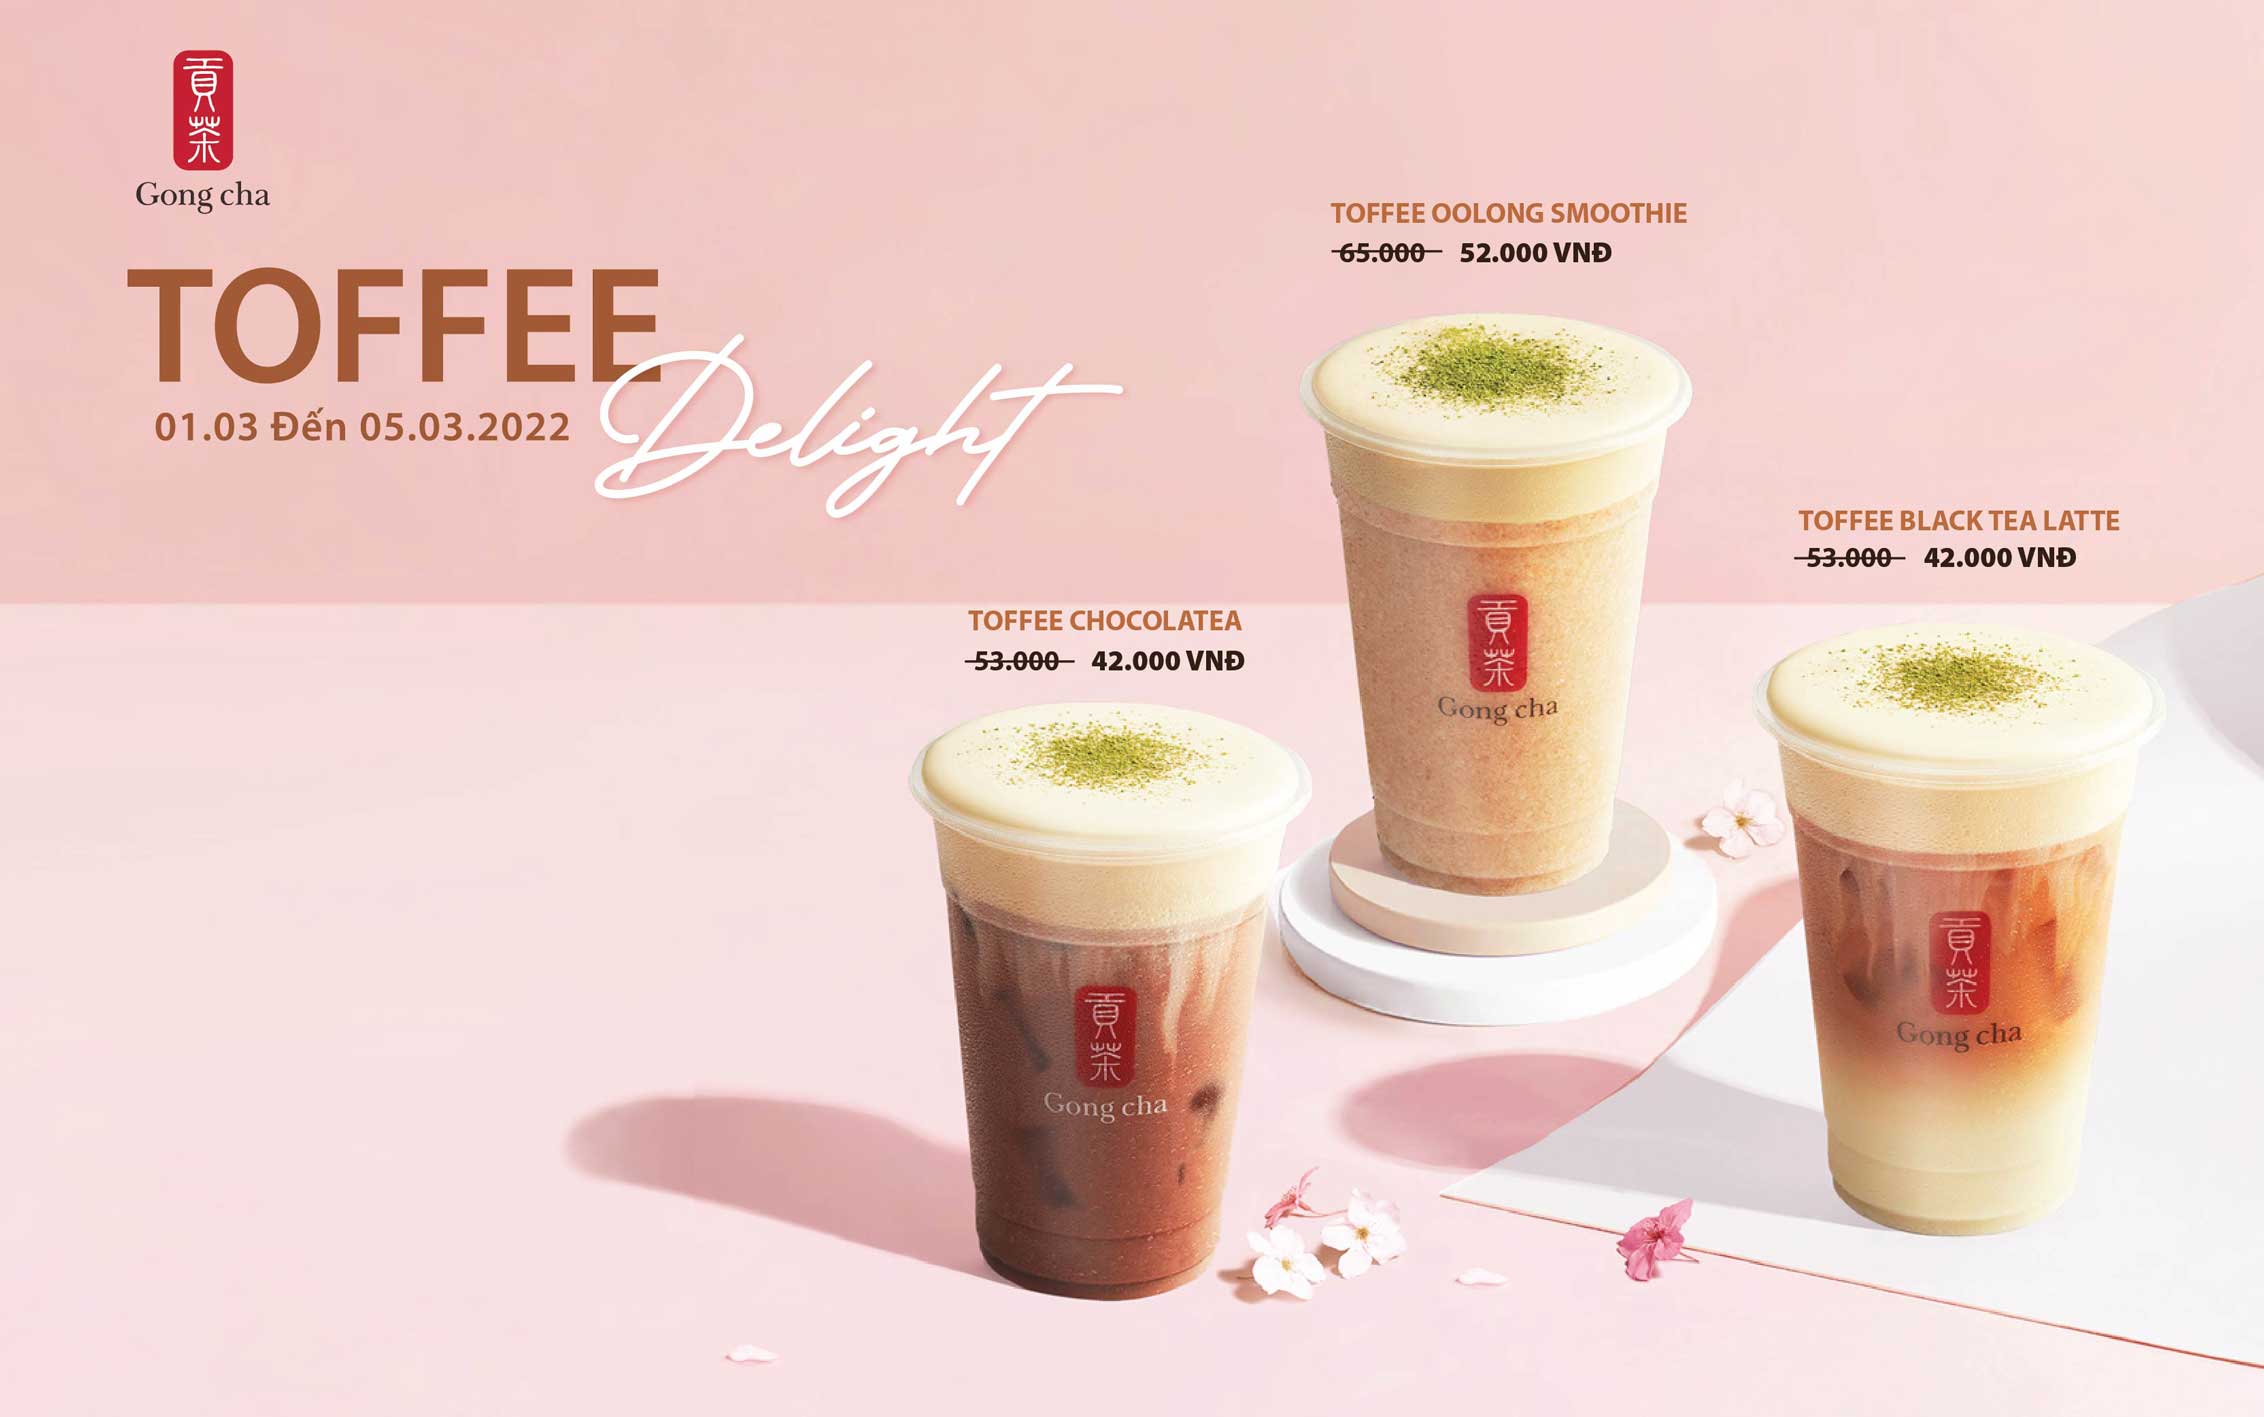 貢茶
Gong cha
TOFFEE
Delight
01.03 Đến 05.03.2022
TOFFEE OOLONG SMOOTHIE
65.000 52.000 VNĐ
TOFFEE BLACK TEA LATTE
53.000 42.000 VNĐ
TOFFEE CHOCOLATEA
53.000 42.000 VNĐ
貢茶
Gong cha
貢茶
Gong cha
貢茶
Gong cha